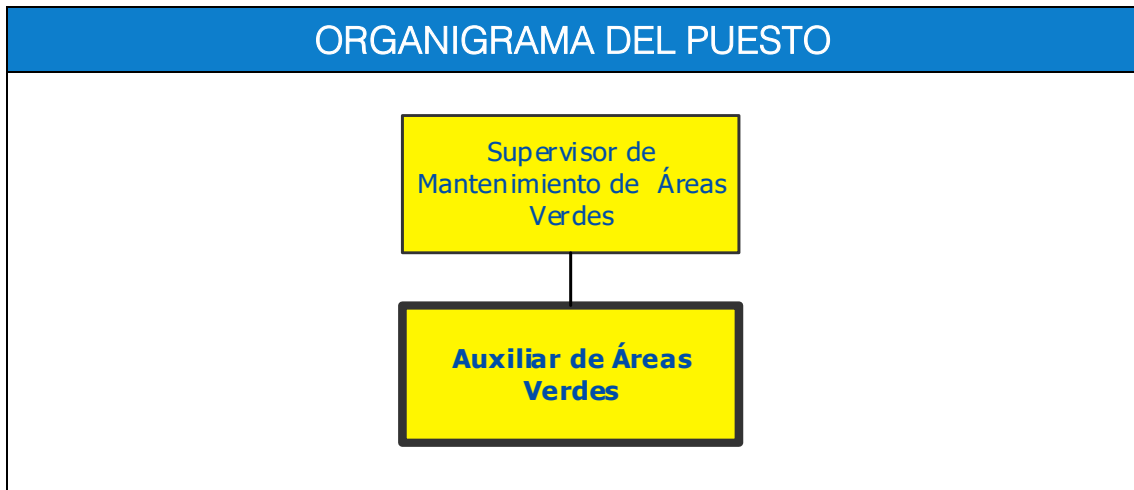 ORGANIGRAMA DEL PUESTO
Supervisor de
Mantenimiento de Áreas
Verdes
Auxiliar de Áreas
Verdes